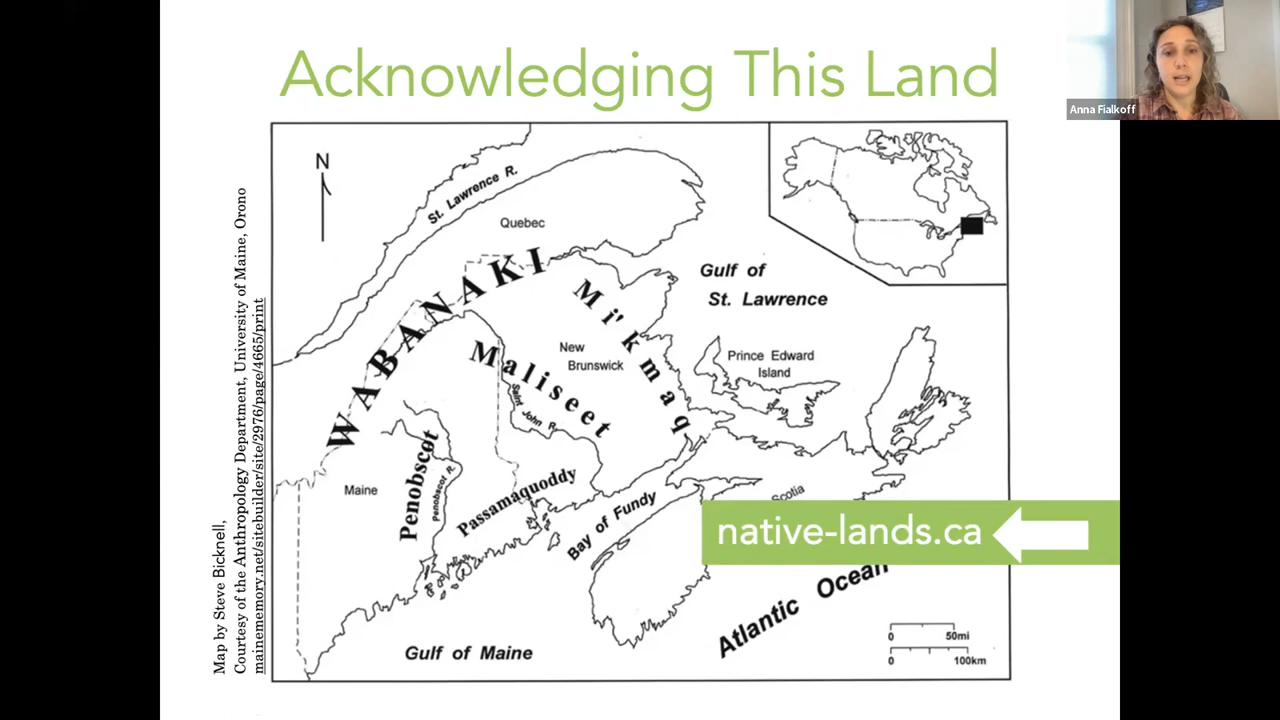 Acknowledging This Land
Anna Fialkoff
N
St. Lawrence R.
Quebec
WABANAKI
Mi'kmaq
Maliseet
Gulf of
St. Lawrence
New
Brunswick
Prince Edward
Island
Saint John R.
Maine
Penobscot
Penobscot R.
Passamaquoddy
Bay of Fundy
Scotia
native-lands.ca
Atlantic Ocean
Gulf of Maine
0 50mi
0 100km
Map by Steve Bicknell,
Courtesy of the Anthropology Department, University of Maine, Orono
mainememory.net/sitebuilder/site/2976/page/4665/print